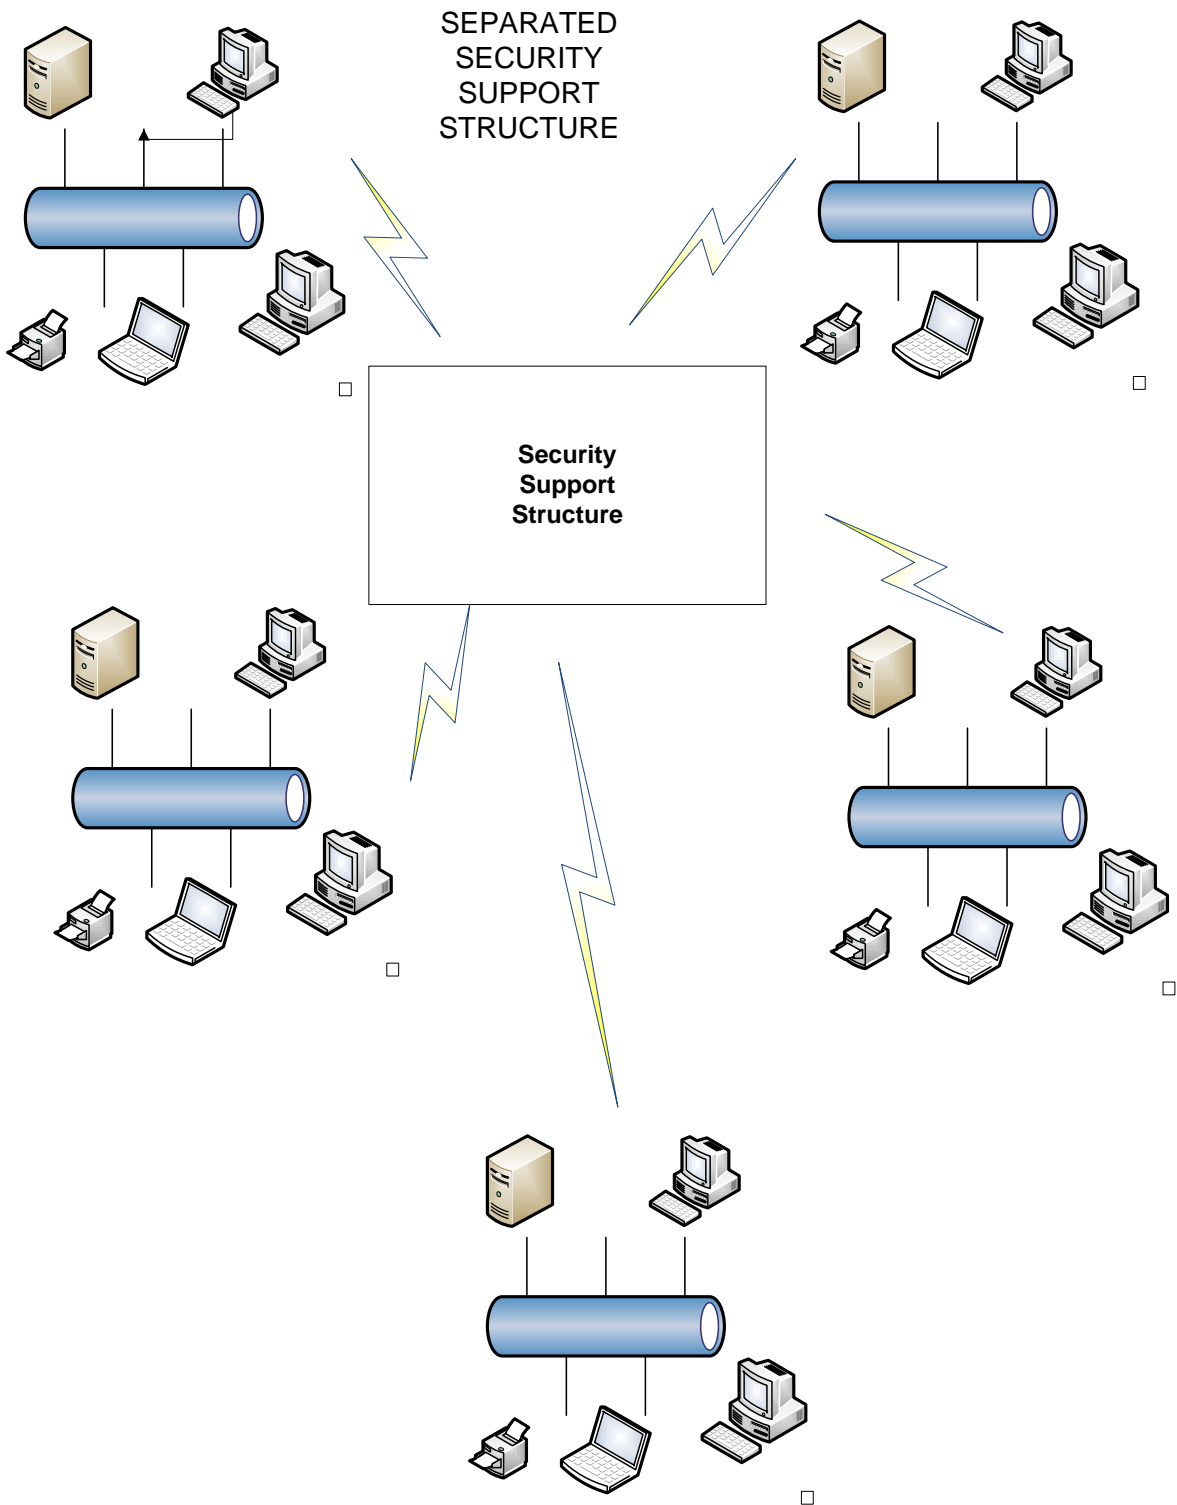 SEPARATED
SECURITY
SUPPORT
STRUCTURE
Security
Support
Structure